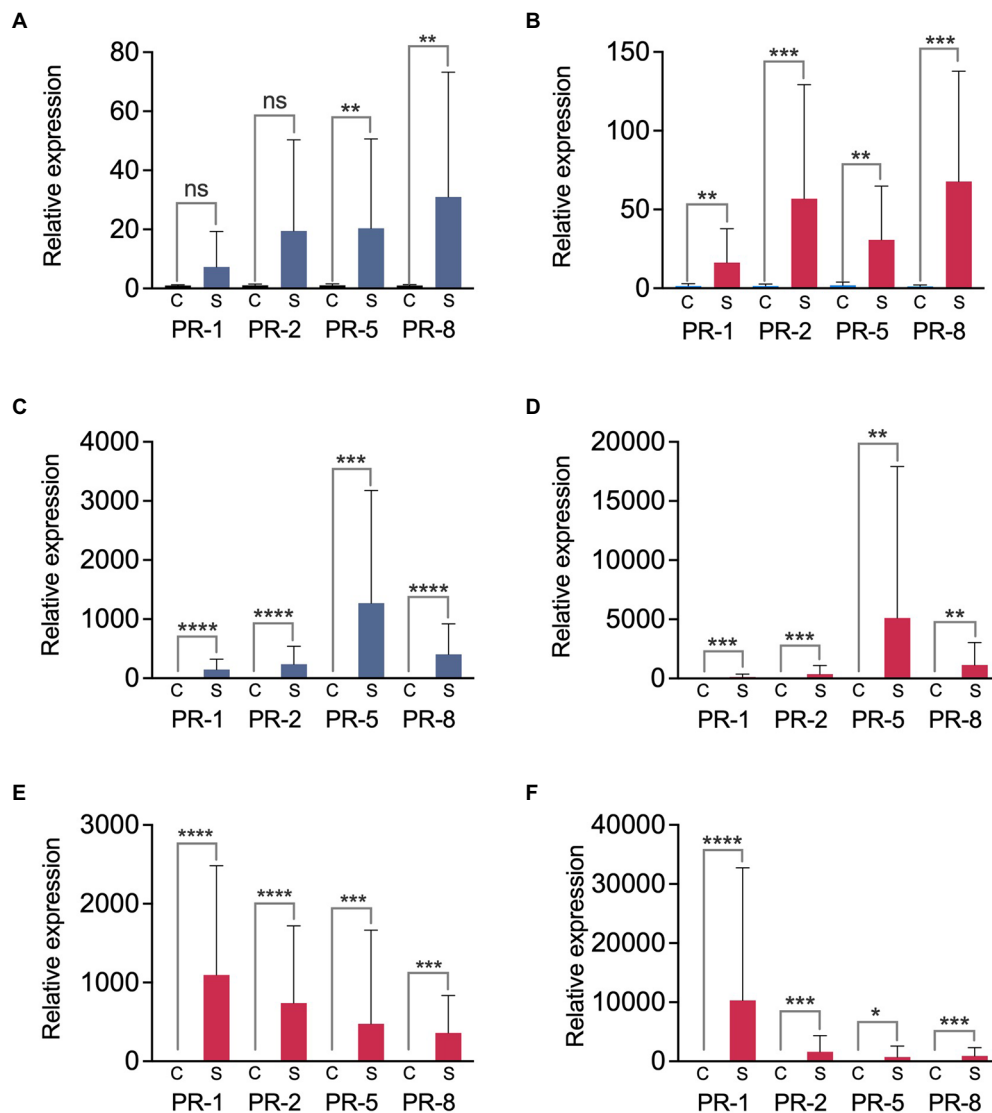 A
Relative expression
80
60
40
20
0
ns
ns
**
**
C S C S C S C S
PR-1 PR-2 PR-5 PR-8
B
Relative expression
150
100
50
0
**
***
**
***
C S C S C S C S
PR-1 PR-2 PR-5 PR-8
C
Relative expression
4000
3000
2000
1000
0
****
****
***
****
C S C S C S C S
PR-1 PR-2 PR-5 PR-8
D
Relative expression
20000
15000
10000
5000
0
***
***
**
**
C S C S C S C S
PR-1 PR-2 PR-5 PR-8
E
Relative expression
3000
2000
1000
0
****
****
***
***
C S C S C S C S
PR-1 PR-2 PR-5 PR-8
F
Relative expression
40000
30000
20000
10000
0
****
***
*
***
C S C S C S C S
PR-1 PR-2 PR-5 PR-8